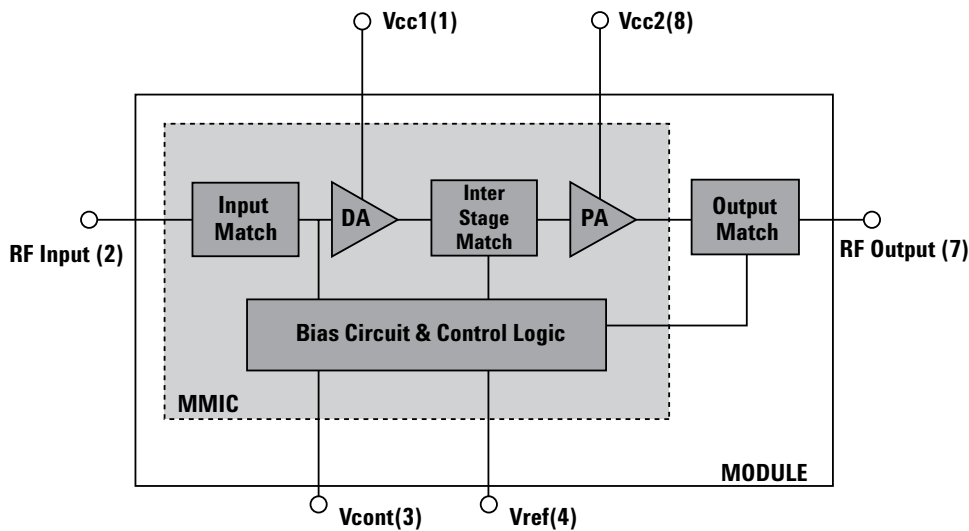 Vcc1(1)
Vcc2(8)
Input
Match
DA
Inter
Stage
Match
PA
Output
Match
RF Input (2)
RF Output (7)
Bias Circuit & Control Logic
MMIC
MODULE
Vcont(3)
Vref(4)